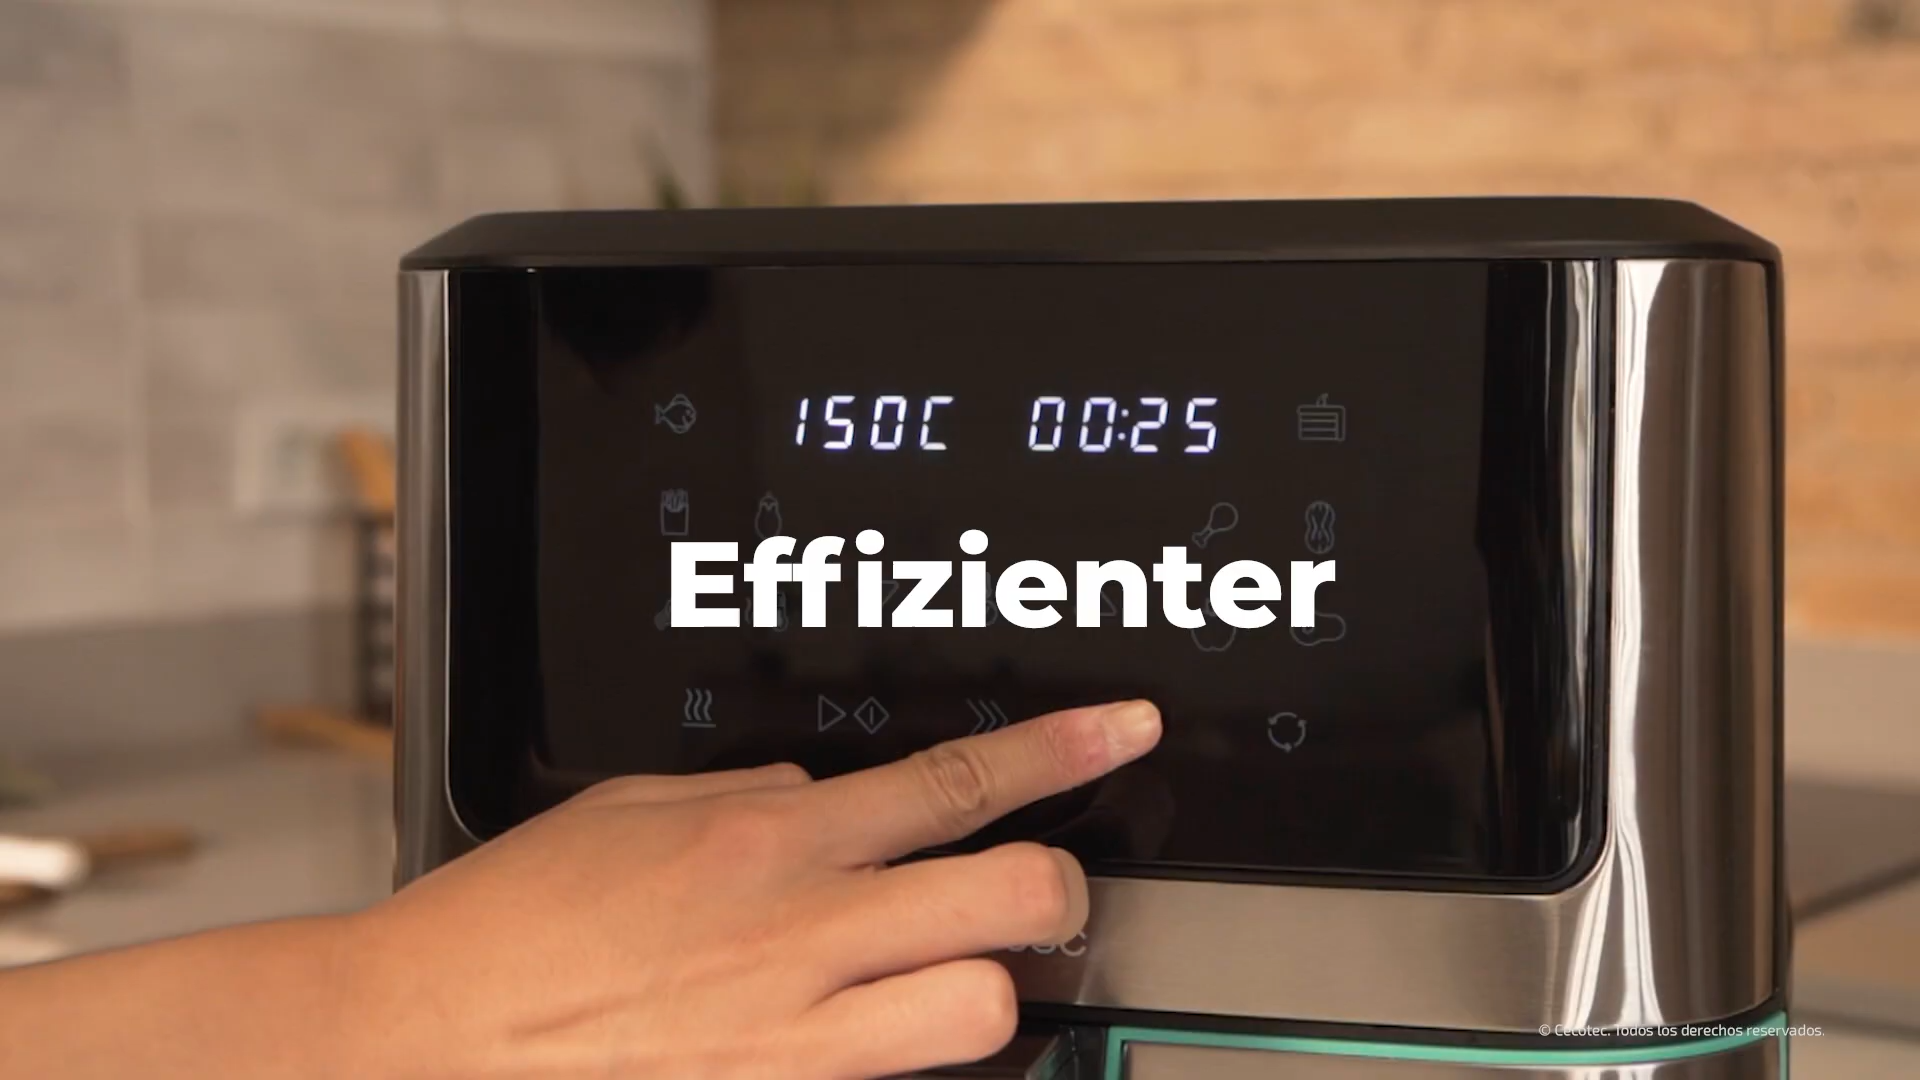 150C 00:25
Effizienter
© Cecotec. Todos los derechos reservados.